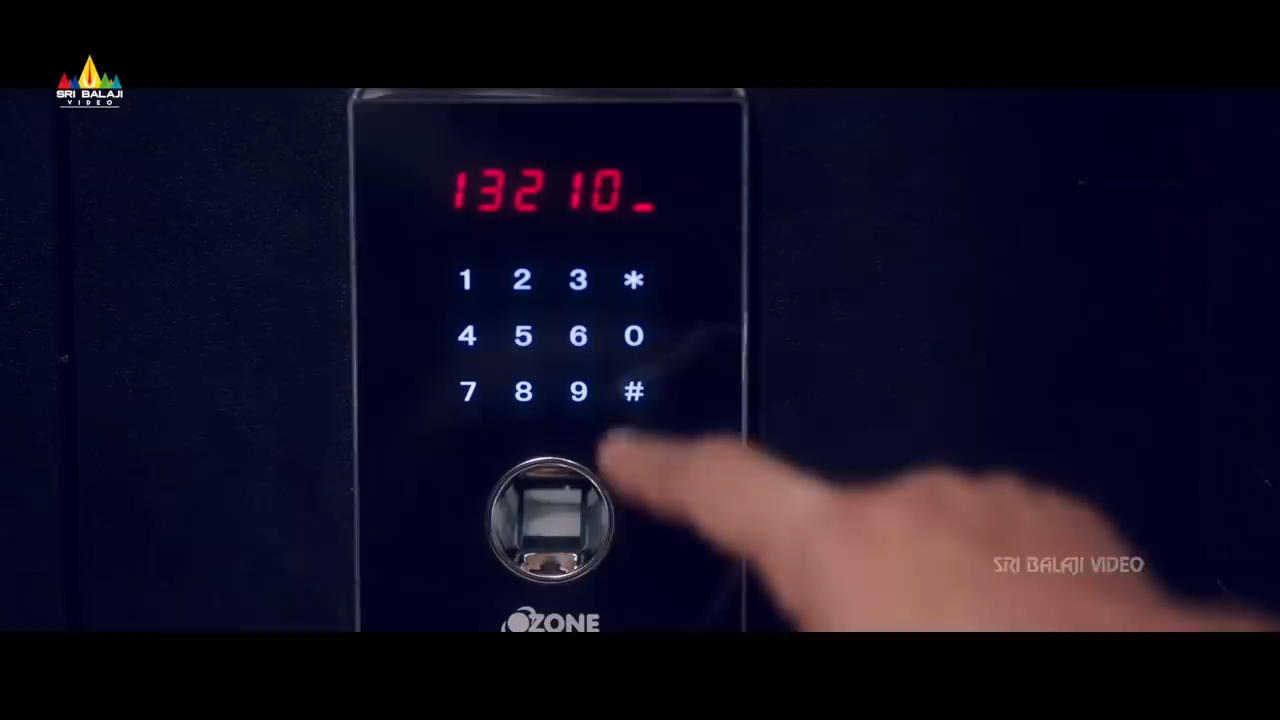 SRI BALAJI
VIDEO
13210_
1 2 3 *
4 5 6 0
7 8 9 #
OZONE
SRI BALAJI VIDEO